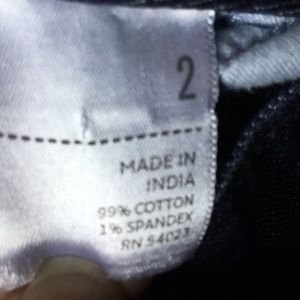 2
MADE IN
INDIA
99% COTTON
1% SPANDEX
RN 54023